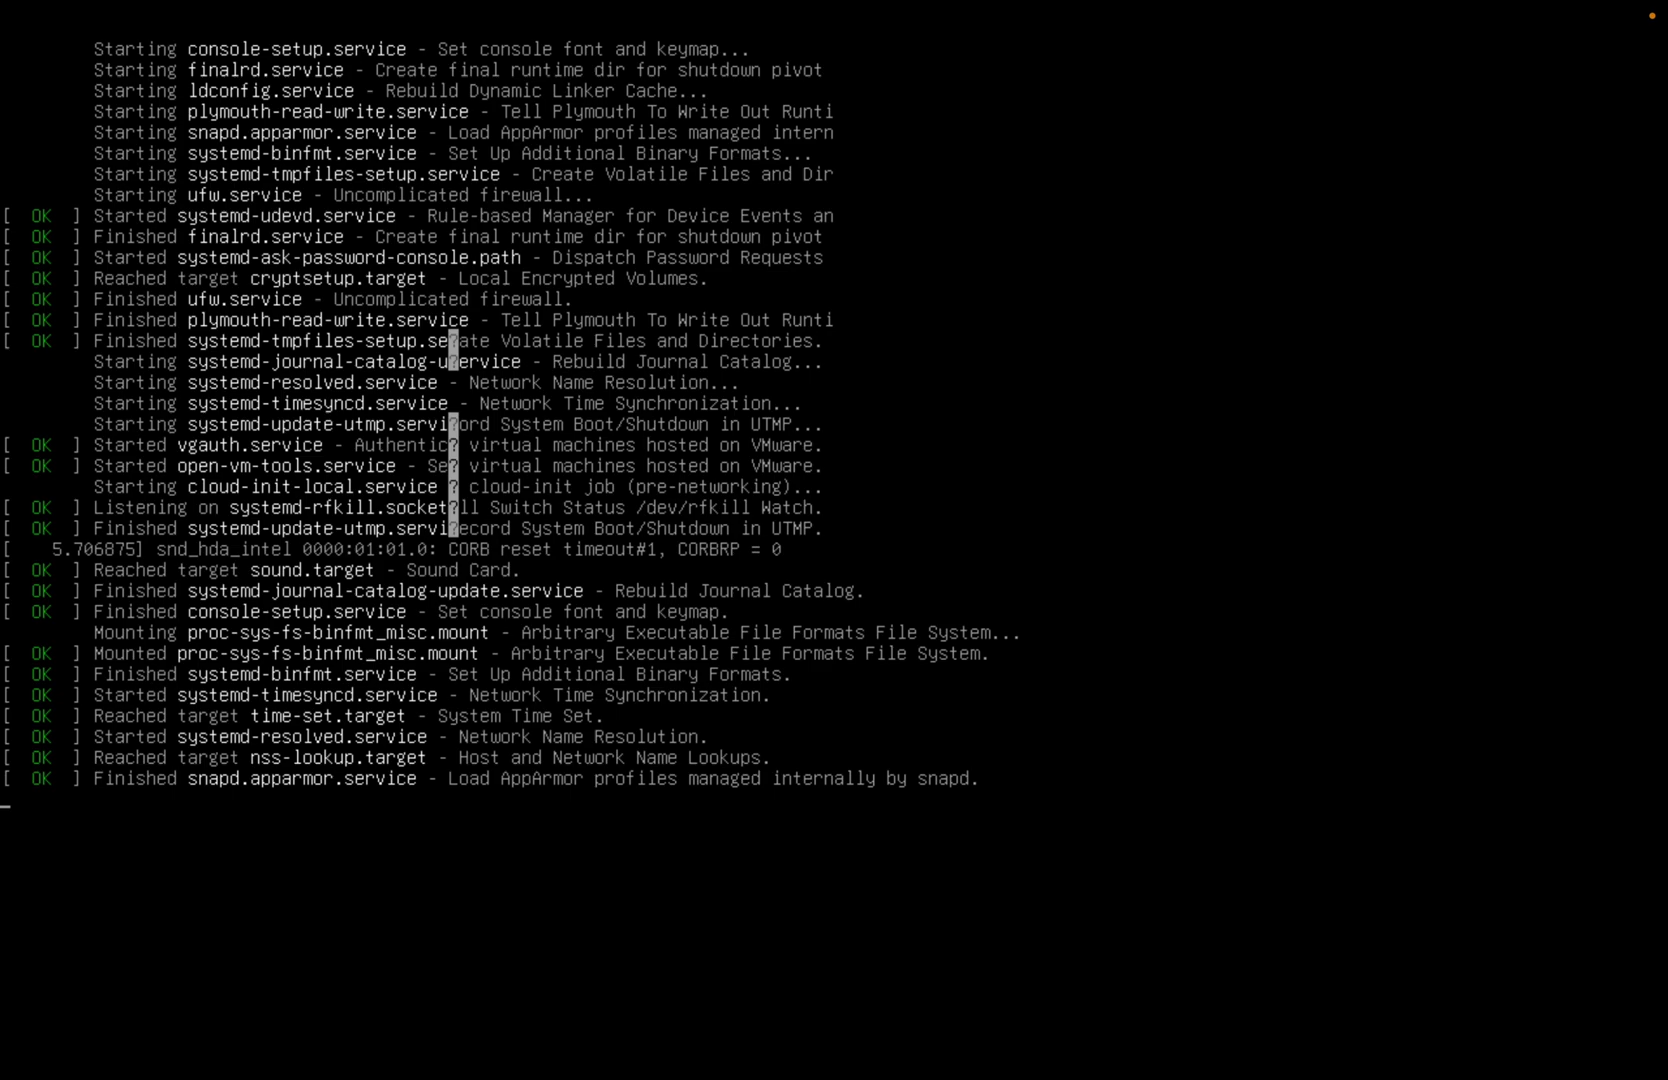 Starting console-setup.service - Set console font and keymap...
Starting finalrd.service - Create final runtime dir for shutdown pivot
Starting ldconfig.service - Rebuild Dynamic Linker Cache...
Starting plymouth-read-write.service - Tell Plymouth To Write Out Runti
Starting snapd.apparmor.service - Load AppArmor profiles managed intern
Starting systemd-binfmt.service - Set Up Additional Binary Formats...
Starting systemd-tmpfiles-setup.service - Create Volatile Files and Dir
Starting ufw.service - Uncomplicated firewall...
[  OK  ] Started systemd-udevd.service - Rule-based Manager for Device Events an
[  OK  ] Finished finalrd.service - Create final runtime dir for shutdown pivot
[  OK  ] Started systemd-ask-password-console.path - Dispatch Password Requests
[  OK  ] Reached target cryptsetup.target - Local Encrypted Volumes.
[  OK  ] Finished ufw.service - Uncomplicated firewall.
[  OK  ] Finished plymouth-read-write.service - Tell Plymouth To Write Out Runti
[  OK  ] Finished systemd-tmpfiles-setup.se?ate Volatile Files and Directories.
Starting systemd-journal-catalog-u?ervice - Rebuild Journal Catalog...
Starting systemd-resolved.service - Network Name Resolution...
Starting systemd-timesyncd.service - Network Time Synchronization...
Starting systemd-update-utmp.servi?ord System Boot/Shutdown in UTMP...
[  OK  ] Started vgauth.service - Authentic? virtual machines hosted on VMware.
[  OK  ] Started open-vm-tools.service - Se? virtual machines hosted on VMware.
Starting cloud-init-local.service ? cloud-init job (pre-networking)...
[  OK  ] Listening on systemd-rfkill.socket?ll Switch Status /dev/rfkill Watch.
[  OK  ] Finished systemd-update-utmp.servi?ecord System Boot/Shutdown in UTMP.
[    5.706875] snd_hda_intel 0000:01:01.0: CORB reset timeout#1, CORBRP = 0
[  OK  ] Reached target sound.target - Sound Card.
[  OK  ] Finished systemd-journal-catalog-update.service - Rebuild Journal Catalog.
[  OK  ] Finished console-setup.service - Set console font and keymap.
Mounting proc-sys-fs-binfmt_misc.mount - Arbitrary Executable File Formats File System...
[  OK  ] Mounted proc-sys-fs-binfmt_misc.mount - Arbitrary Executable File Formats File System.
[  OK  ] Finished systemd-binfmt.service - Set Up Additional Binary Formats.
[  OK  ] Started systemd-timesyncd.service - Network Time Synchronization.
[  OK  ] Reached target time-set.target - System Time Set.
[  OK  ] Started systemd-resolved.service - Network Name Resolution.
[  OK  ] Reached target nss-lookup.target - Host and Network Name Lookups.
[  OK  ] Finished snapd.apparmor.service - Load AppArmor profiles managed internally by snapd.